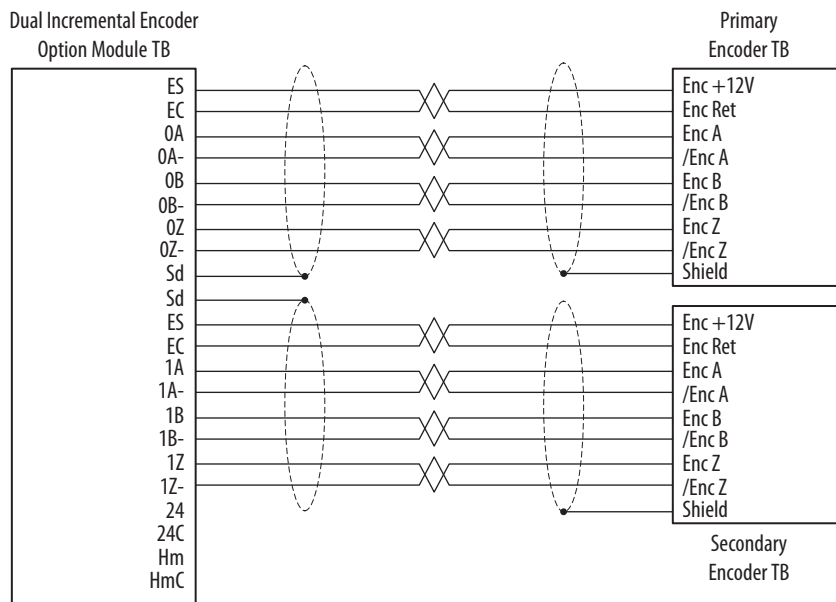 Dual Incremental Encoder
Option Module TB
ES
EC
0A
0A-
0B
0B-
0Z
0Z-
Sd
Sd
ES
EC
1A
1A-
1B
1B-
1Z
1Z-
24
24C
Hm
HmC
Primary
Encoder TB
Enc +12V
Enc Ret
Enc A
/Enc A
Enc B
/Enc B
Enc Z
/Enc Z
Shield
Enc +12V
Enc Ret
Enc A
/Enc A
Enc B
/Enc B
Enc Z
/Enc Z
Shield
Secondary
Encoder TB